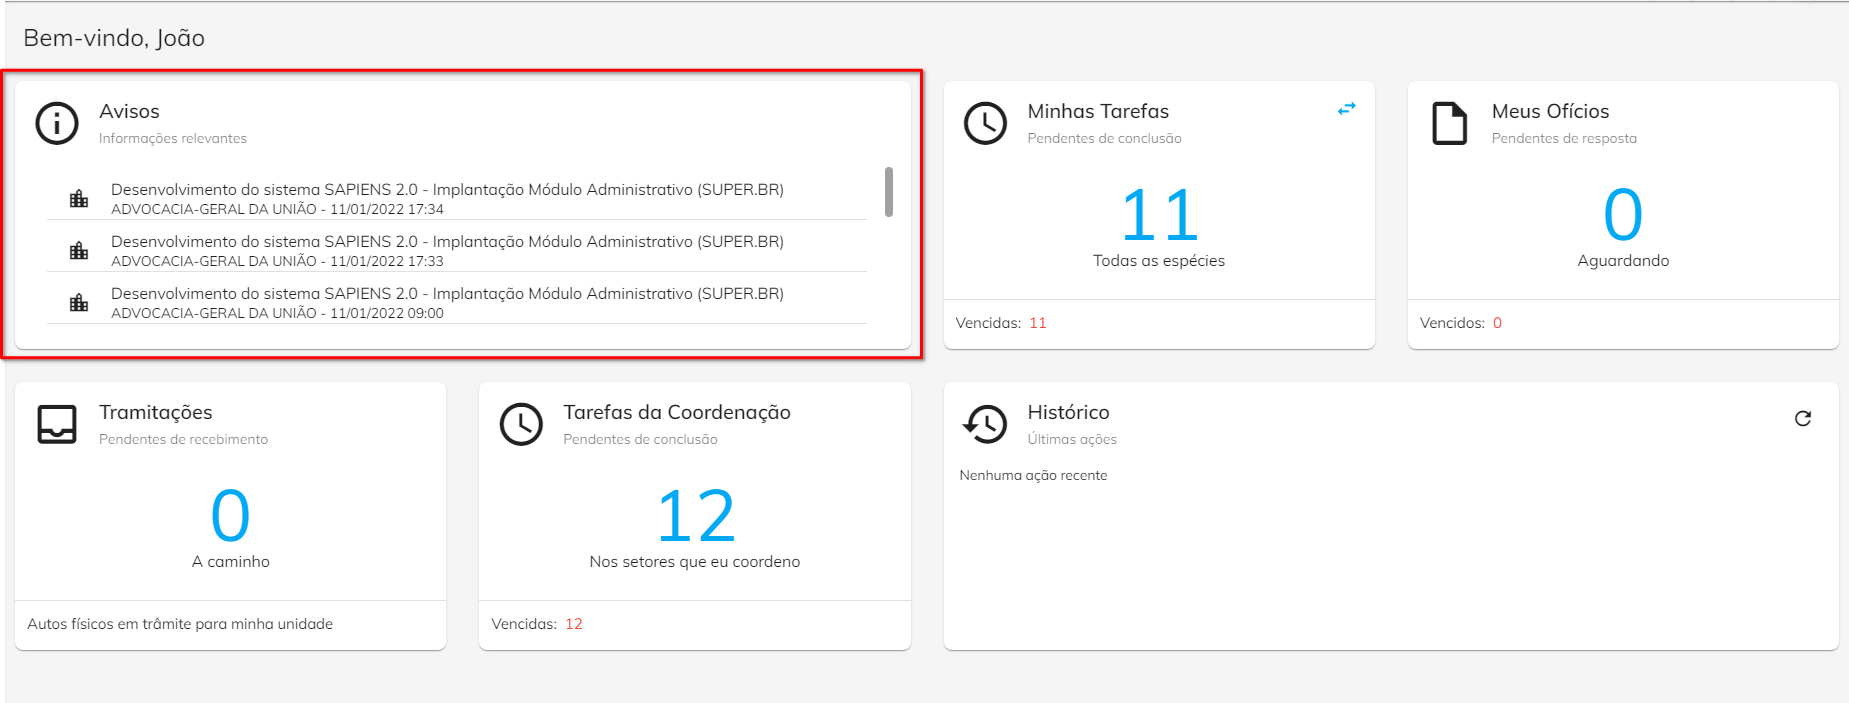 Bem-vindo, João
Avisos
Informações relevantes
Desenvolvimento do sistema SAPIENS 2.0 - Implantação Módulo Administrativo (SUPER.BR)
ADVOCACIA-GERAL DA UNIÃO - 11/01/2022 17:34
Desenvolvimento do sistema SAPIENS 2.0 - Implantação Módulo Administrativo (SUPER.BR)
ADVOCACIA-GERAL DA UNIÃO - 11/01/2022 17:33
Desenvolvimento do sistema SAPIENS 2.0 - Implantação Módulo Administrativo (SUPER.BR)
ADVOCACIA-GERAL DA UNIÃO - 11/01/2022 09:00
Minhas Tarefas
Pendentes de conclusão
11
Todas as espécies
Vencidas: 11
Meus Ofícios
Pendentes de resposta
0
Aguardando
Vencidos: 0
Tramitações
Pendentes de recebimento
0
A caminho
Autos físicos em trâmite para minha unidade
Tarefas da Coordenação
Pendentes de conclusão
12
Nos setores que eu coordeno
Vencidas: 12
Histórico
Últimas ações
Nenhuma ação recente